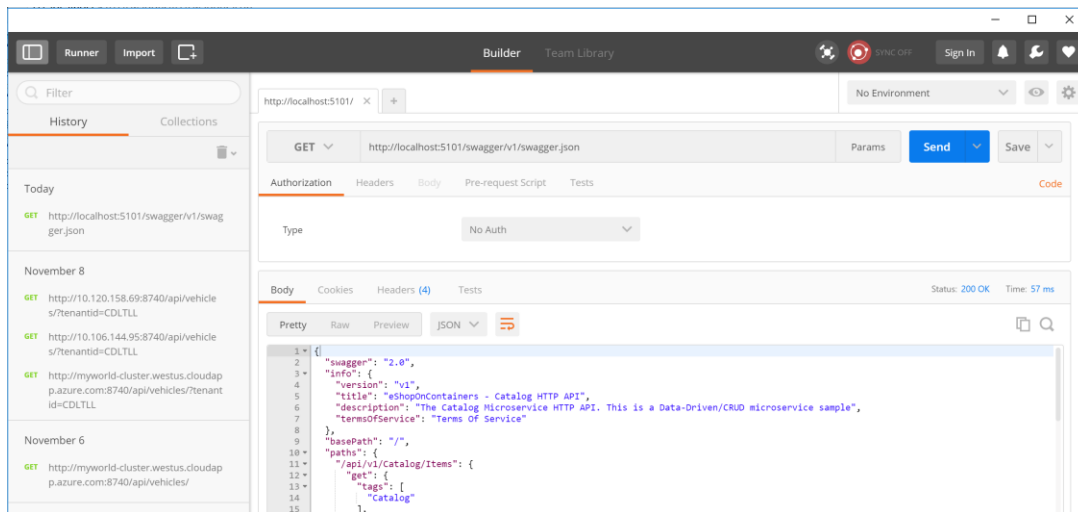 Runner
Import
Builder
Team Library
SYNC OFF
Sign In
Filter
History
Collections
Today
GET http://localhost:5101/swagger/v1/swag
ger.json
November 8
GET http://10.120.158.69:8740/api/vehicle
s/?tenantid=CDLTLL
GET http://10.106.144.95:8740/api/vehicle
s/?tenantid=CDLTLL
GET http://myworld-cluster.westus.cloudap
p.azure.com:8740/api/vehicles/?tenant
id=CDLTLL
November 6
GET http://myworld-cluster.westus.cloudap
p.azure.com:8740/api/vehicles/
http://localhost:5101/
No Environment
GET http://localhost:5101/swagger/v1/swagger.json Params Send Save
Authorization Headers Body Pre-request Script Tests Code
Type No Auth
Body Cookies Headers (4) Tests Status: 200 OK Time: 57 ms
Pretty Raw Preview JSON
1 {
2 "swagger": "2.0",
3 "info": {
4 "version": "v1",
5 "title": "eShopOnContainers - Catalog HTTP API",
6 "description": "The Catalog Microservice HTTP API. This is a Data-Driven/CRUD microservice sample",
7 "termsOfService": "Terms Of Service"
8 },
9 "basePath": "/",
10 "paths": {
11 "/api/v1/Catalog/Items": {
12 "get": {
13 "tags": [
14 "Catalog"
15 ],